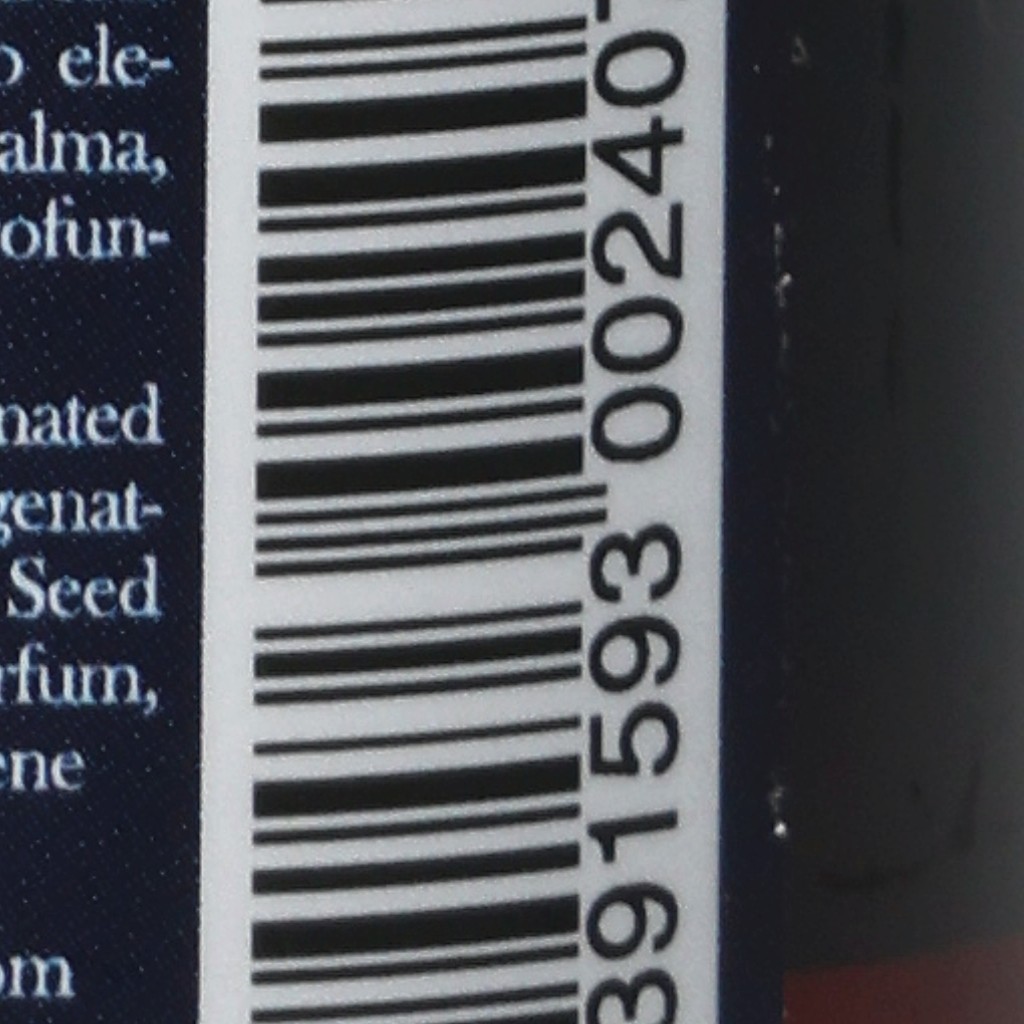 ele-
alma,
ofun-
nated
genat-
Seed
rfum,
ene
om
391593 00240